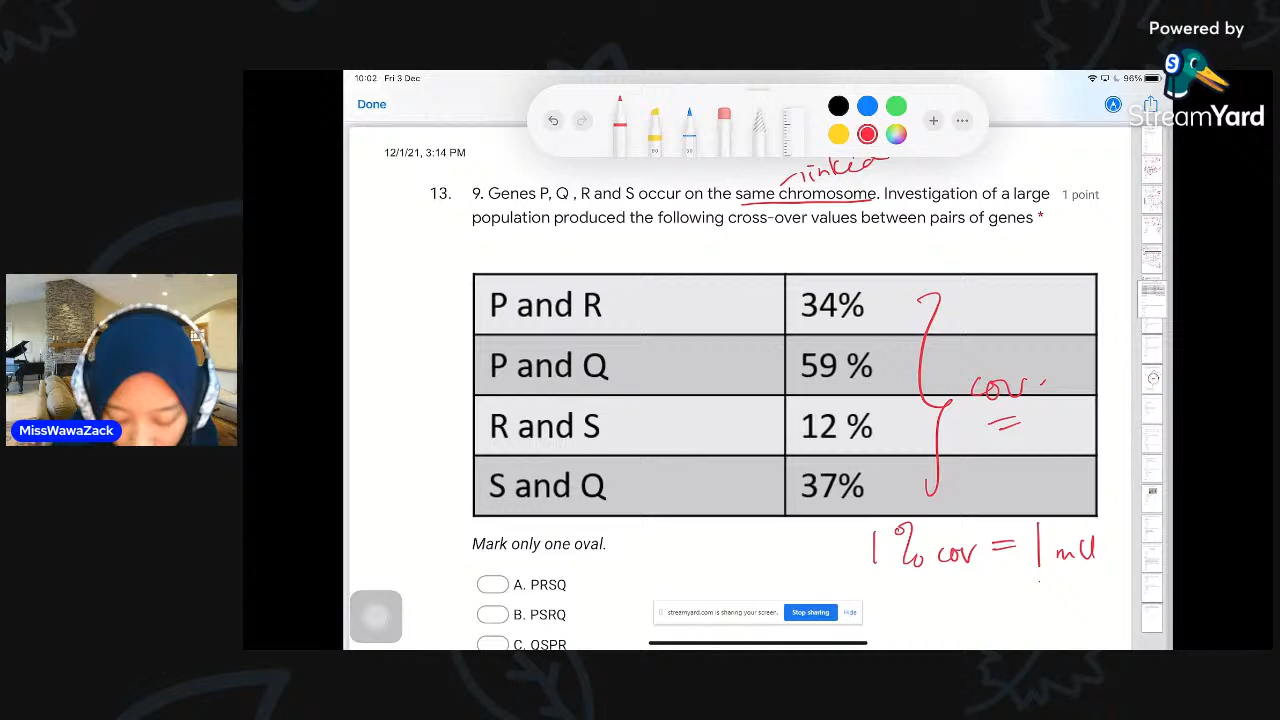 Powered by
StreamYard
10:02 Fri 3 Dec
96%
Done
12/1/21, 3:14 PM
linked
13. 9. Genes P, Q , R and S occur on the same chromosome. Investigation of a large 1 point
population produced the following cross-over values between pairs of genes *
P and R 34%
P and Q 59 %
R and S 12 %
S and Q 37%
cov
=
1% cov = 1 mu
Mark only one oval.
A. PRSQ
B. PSRQ
C. QSPR
streamyard.com is sharing your screen. Stop sharing Hide
MissWawaZack